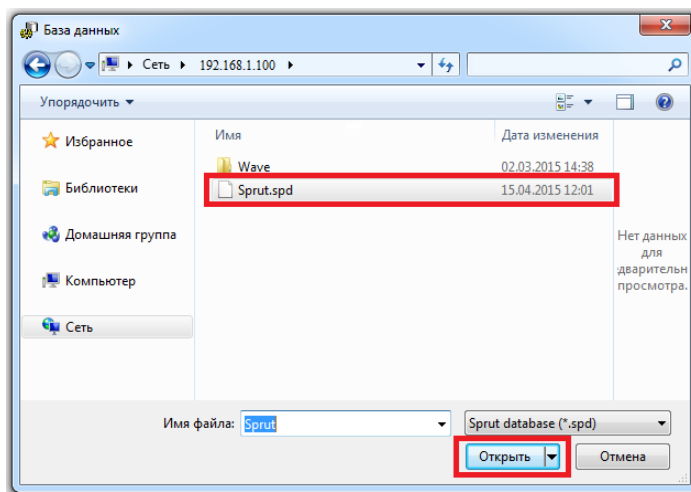 База данных
Сеть 192.168.1.100
Упорядочить
Имя Дата изменения
Избранное
Wave 02.03.2015 14:38
Библиотеки
Sprut.spd 15.04.2015 12:01
Домашняя группа
Компьютер
Сеть
Нет данных
для
дварительн
просмотра.
Имя файла: Sprut Sprut database (*.spd)
Открыть Отмена